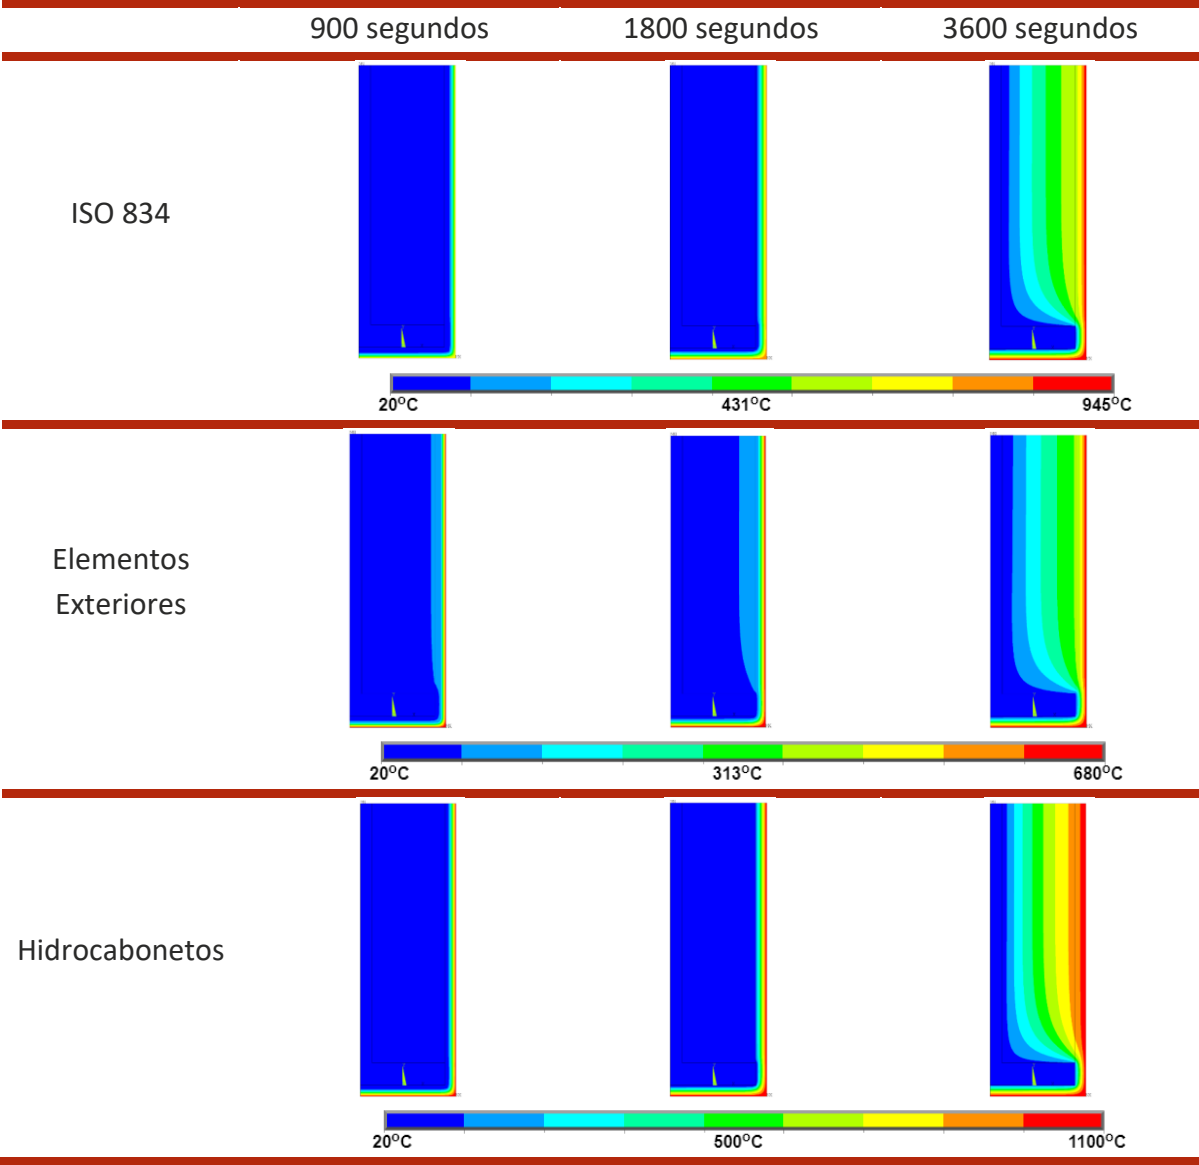 900 segundos 1800 segundos 3600 segundos
ISO 834
20°C 431°C 945°C
Elementos
Exteriores
20°C 313°C 680°C
Hidrocabonetos
20°C 500°C 1100°C